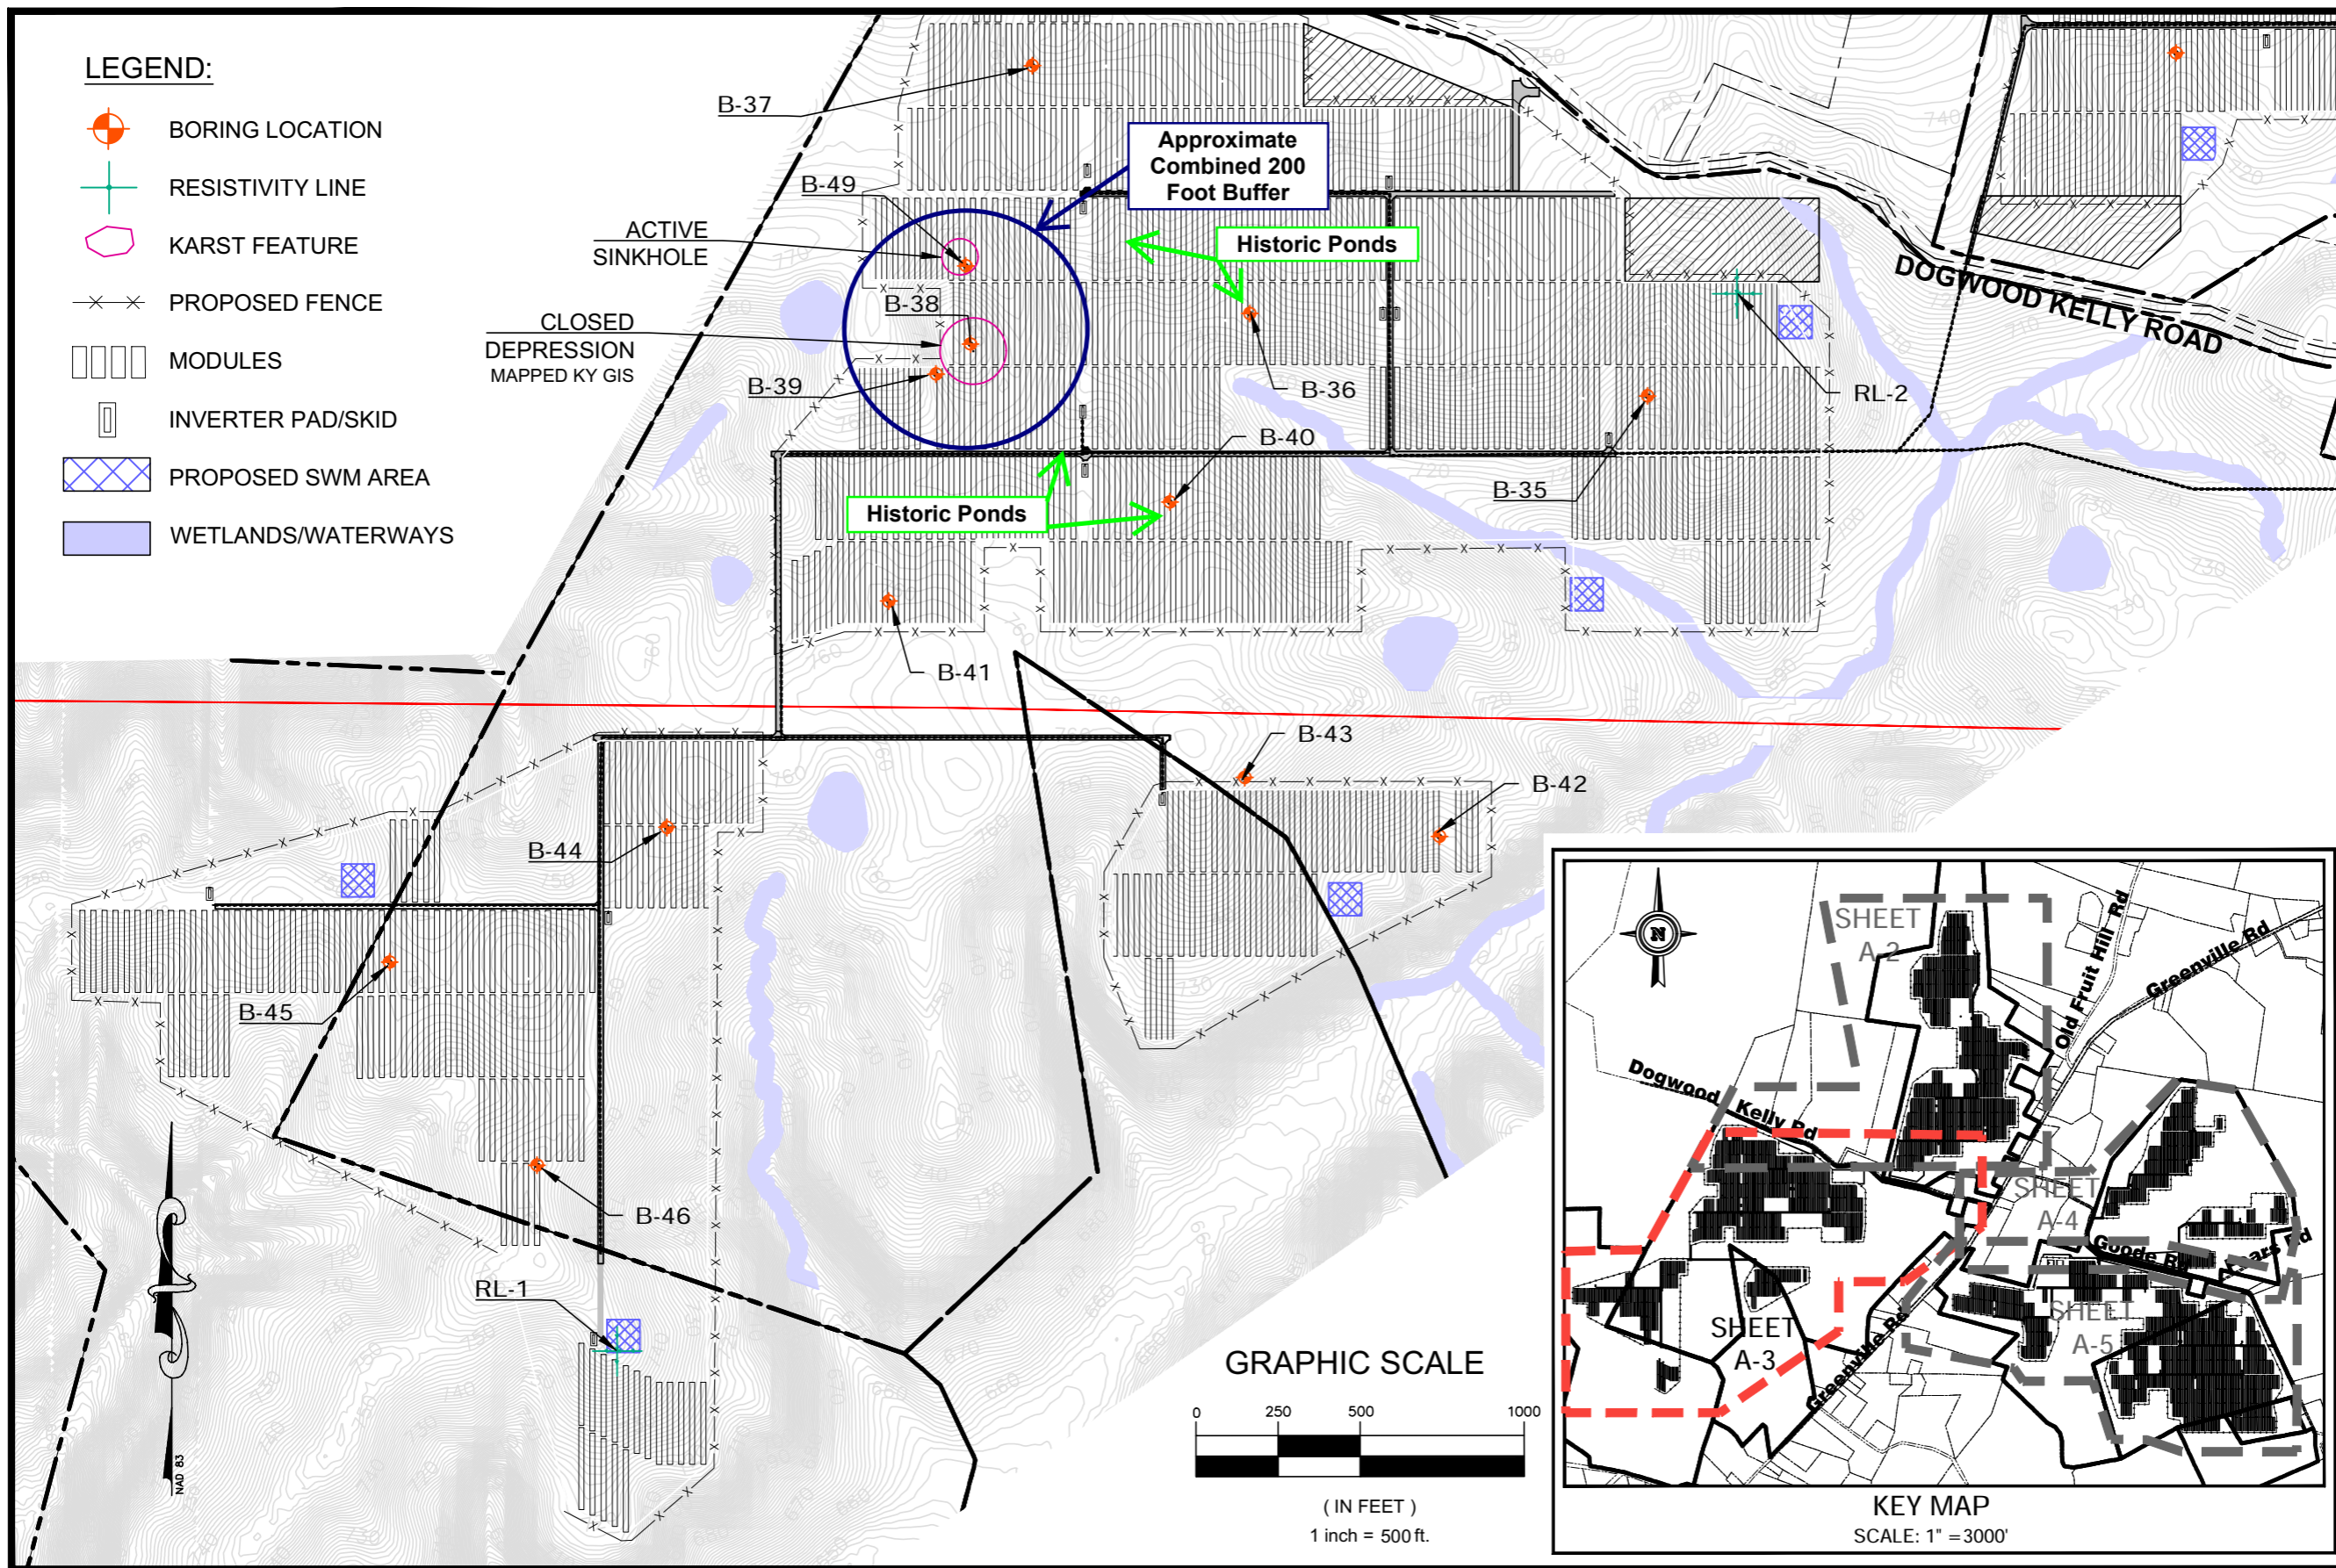 LEGEND:
BORING LOCATION
RESISTIVITY LINE
KARST FEATURE
PROPOSED FENCE
MODULES
INVERTER PAD/SKID
PROPOSED SWM AREA
WETLANDS/WATERWAYS
B-37
B-49
ACTIVE
SINKHOLE
B-38
CLOSED
DEPRESSION
MAPPED KY GIS
B-39
Approximate
Combined 200
Foot Buffer
Historic Ponds
B-36
B-40
Historic Ponds
B-35
RL-2
DOGWOOD KELLY ROAD
B-41
B-43
B-42
B-44
B-45
B-46
RL-1
NAD 83
GRAPHIC SCALE
0 250 500 1000
( IN FEET )
1 inch = 500 ft.
N
SHEET
A-2
Old Fruit Hill Rd
Greenville Rd
Dogwood Kelly Rd
SHEET
A-4
Goode Rd
SHEET
A-3
SHEET
A-5
Greenville Rd
KEY MAP
SCALE: 1" =3000'